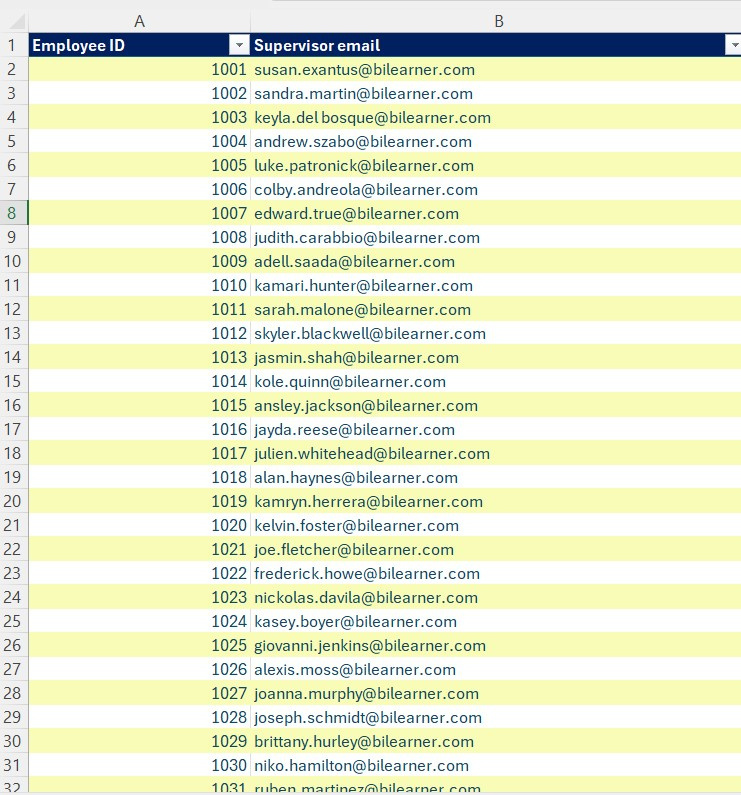 A B
1 Employee ID Supervisor email
2 1001 susan.exantus@bilearner.com
3 1002 sandra.martin@bilearner.com
4 1003 keyla.del bosque@bilearner.com
5 1004 andrew.szabo@bilearner.com
6 1005 luke.patronick@bilearner.com
7 1006 colby.andreola@bilearner.com
8 1007 edward.true@bilearner.com
9 1008 judith.carabbio@bilearner.com
10 1009 adell.saada@bilearner.com
11 1010 kamari.hunter@bilearner.com
12 1011 sarah.malone@bilearner.com
13 1012 skyler.blackwell@bilearner.com
14 1013 jasmin.shah@bilearner.com
15 1014 kole.quinn@bilearner.com
16 1015 ansley.jackson@bilearner.com
17 1016 jayda.reese@bilearner.com
18 1017 julien.whitehead@bilearner.com
19 1018 alan.haynes@bilearner.com
20 1019 kamryn.herrera@bilearner.com
21 1020 kelvin.foster@bilearner.com
22 1021 joe.fletcher@bilearner.com
23 1022 frederick.howe@bilearner.com
24 1023 nickolas.davila@bilearner.com
25 1024 kasey.boyer@bilearner.com
26 1025 giovanni.jenkins@bilearner.com
27 1026 alexis.moss@bilearner.com
28 1027 joanna.murphy@bilearner.com
29 1028 joseph.schmidt@bilearner.com
30 1029 brittany.hurley@bilearner.com
31 1030 niko.hamilton@bilearner.com
32 1031 ruben.martinez@bilearner.com